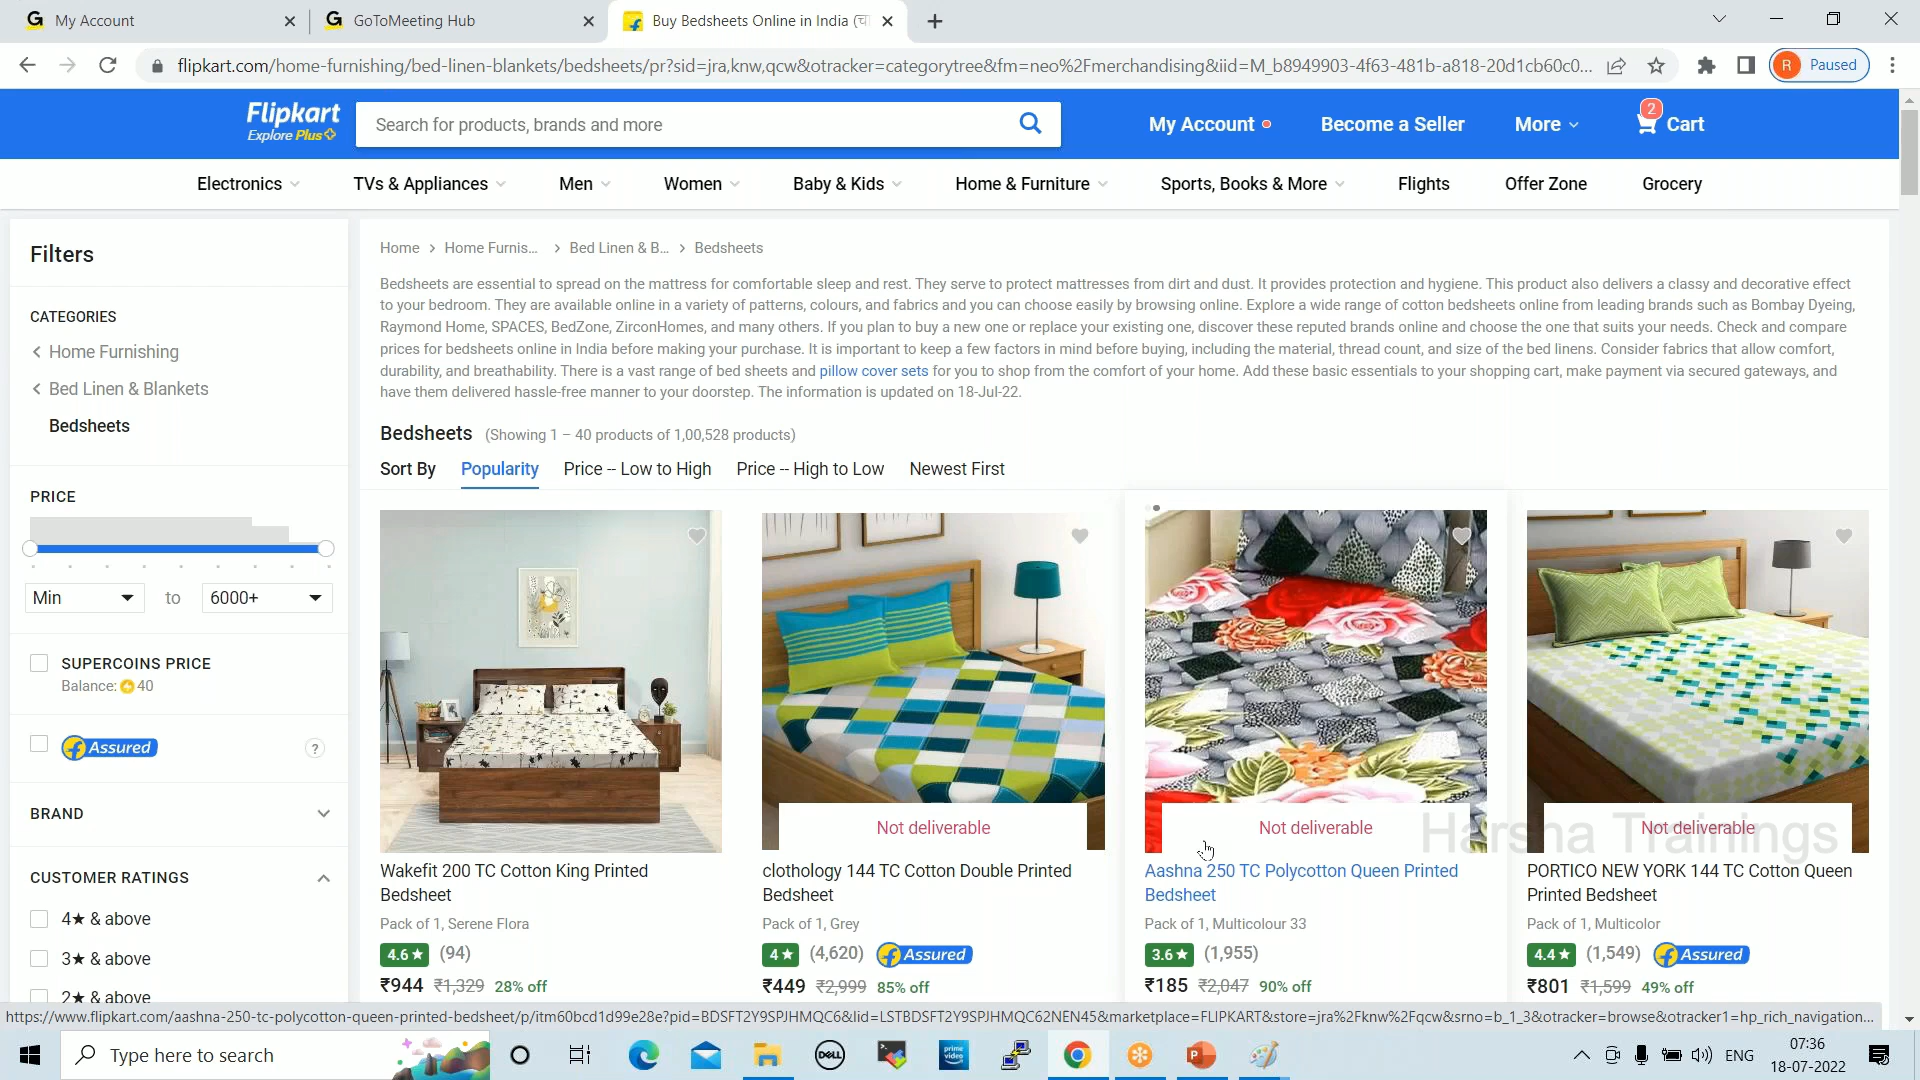 My Account
GoToMeeting Hub
Buy Bedsheets Online in India (
flipkart.com/home-furnishing/bed-linen-blankets/bedsheets/pr?sid=jra,knw,qcw&otracker=categorytree&fm=neo%2Fmerchandising&iid=M_b8949903-4f63-481b-a818-20d1cb60c0...
R Paused
Flipkart
Explore Plus
Search for products, brands and more
My Account
Become a Seller
More
2
Cart
Electronics
TVs & Appliances
Men
Women
Baby & Kids
Home & Furniture
Sports, Books & More
Flights
Offer Zone
Grocery
Filters
CATEGORIES
Home Furnishing
Bed Linen & Blankets
Bedsheets
PRICE
Min to 6000+
SUPERCOINS PRICE
Balance: 40
Assured ?
BRAND
CUSTOMER RATINGS
4★ & above
3★ & above
2★ & above
Home > Home Furnis... > Bed Linen & B... > Bedsheets
Bedsheets are essential to spread on the mattress for comfortable sleep and rest. They serve to protect mattresses from dirt and dust. It provides protection and hygiene. This product also delivers a classy and decorative effect
to your bedroom. They are available online in a variety of patterns, colours, and fabrics and you can choose easily by browsing online. Explore a wide range of cotton bedsheets online from leading brands such as Bombay Dyeing,
Raymond Home, SPACES, BedZone, ZirconHomes, and many others. If you plan to buy a new one or replace your existing one, discover these reputed brands online and choose the one that suits your needs. Check and compare
prices for bedsheets online in India before making your purchase. It is important to keep a few factors in mind before buying, including the material, thread count, and size of the bed linens. Consider fabrics that allow comfort,
durability, and breathability. There is a vast range of bed sheets and pillow cover sets for you to shop from the comfort of your home. Add these basic essentials to your shopping cart, make payment via secured gateways, and
have them delivered hassle-free manner to your doorstep. The information is updated on 18-Jul-22.
Bedsheets (Showing 1 – 40 products of 1,00,528 products)
Sort By Popularity Price -- Low to High Price -- High to Low Newest First
Wakefit 200 TC Cotton King Printed
Bedsheet
Pack of 1, Serene Flora
4.6★ (94)
₹944 ₹1,329 28% off
Not deliverable
clothology 144 TC Cotton Double Printed
Bedsheet
Pack of 1, Grey
4★ (4,620) Assured
₹449 ₹2,999 85% off
Not deliverable
Aashna 250 TC Polycotton Queen Printed
Bedsheet
Pack of 1, Multicolour 33
3.6★ (1,955)
₹185 ₹2,047 90% off
Not deliverable
Harsha Trainings
PORTICO NEW YORK 144 TC Cotton Queen
Printed Bedsheet
Pack of 1, Multicolor
4.4★ (1,549) Assured
₹801 ₹1,599 49% off
https://www.flipkart.com/aashna-250-tc-polycotton-queen-printed-bedsheet/p/itm60bcd1d99e28e?pid=BDSFT2Y9SPJHMQC6&lid=LSTBDSFT2Y9SPJHMQC62NEN45&marketplace=FLIPKART&store=jra%2Fknw%2Fqcw&srno=b_1_3&otracker=browse&otracker1=hp_rich_navigation...
Type here to search
DELL
prime video
P
ENG
07:36
18-07-2022